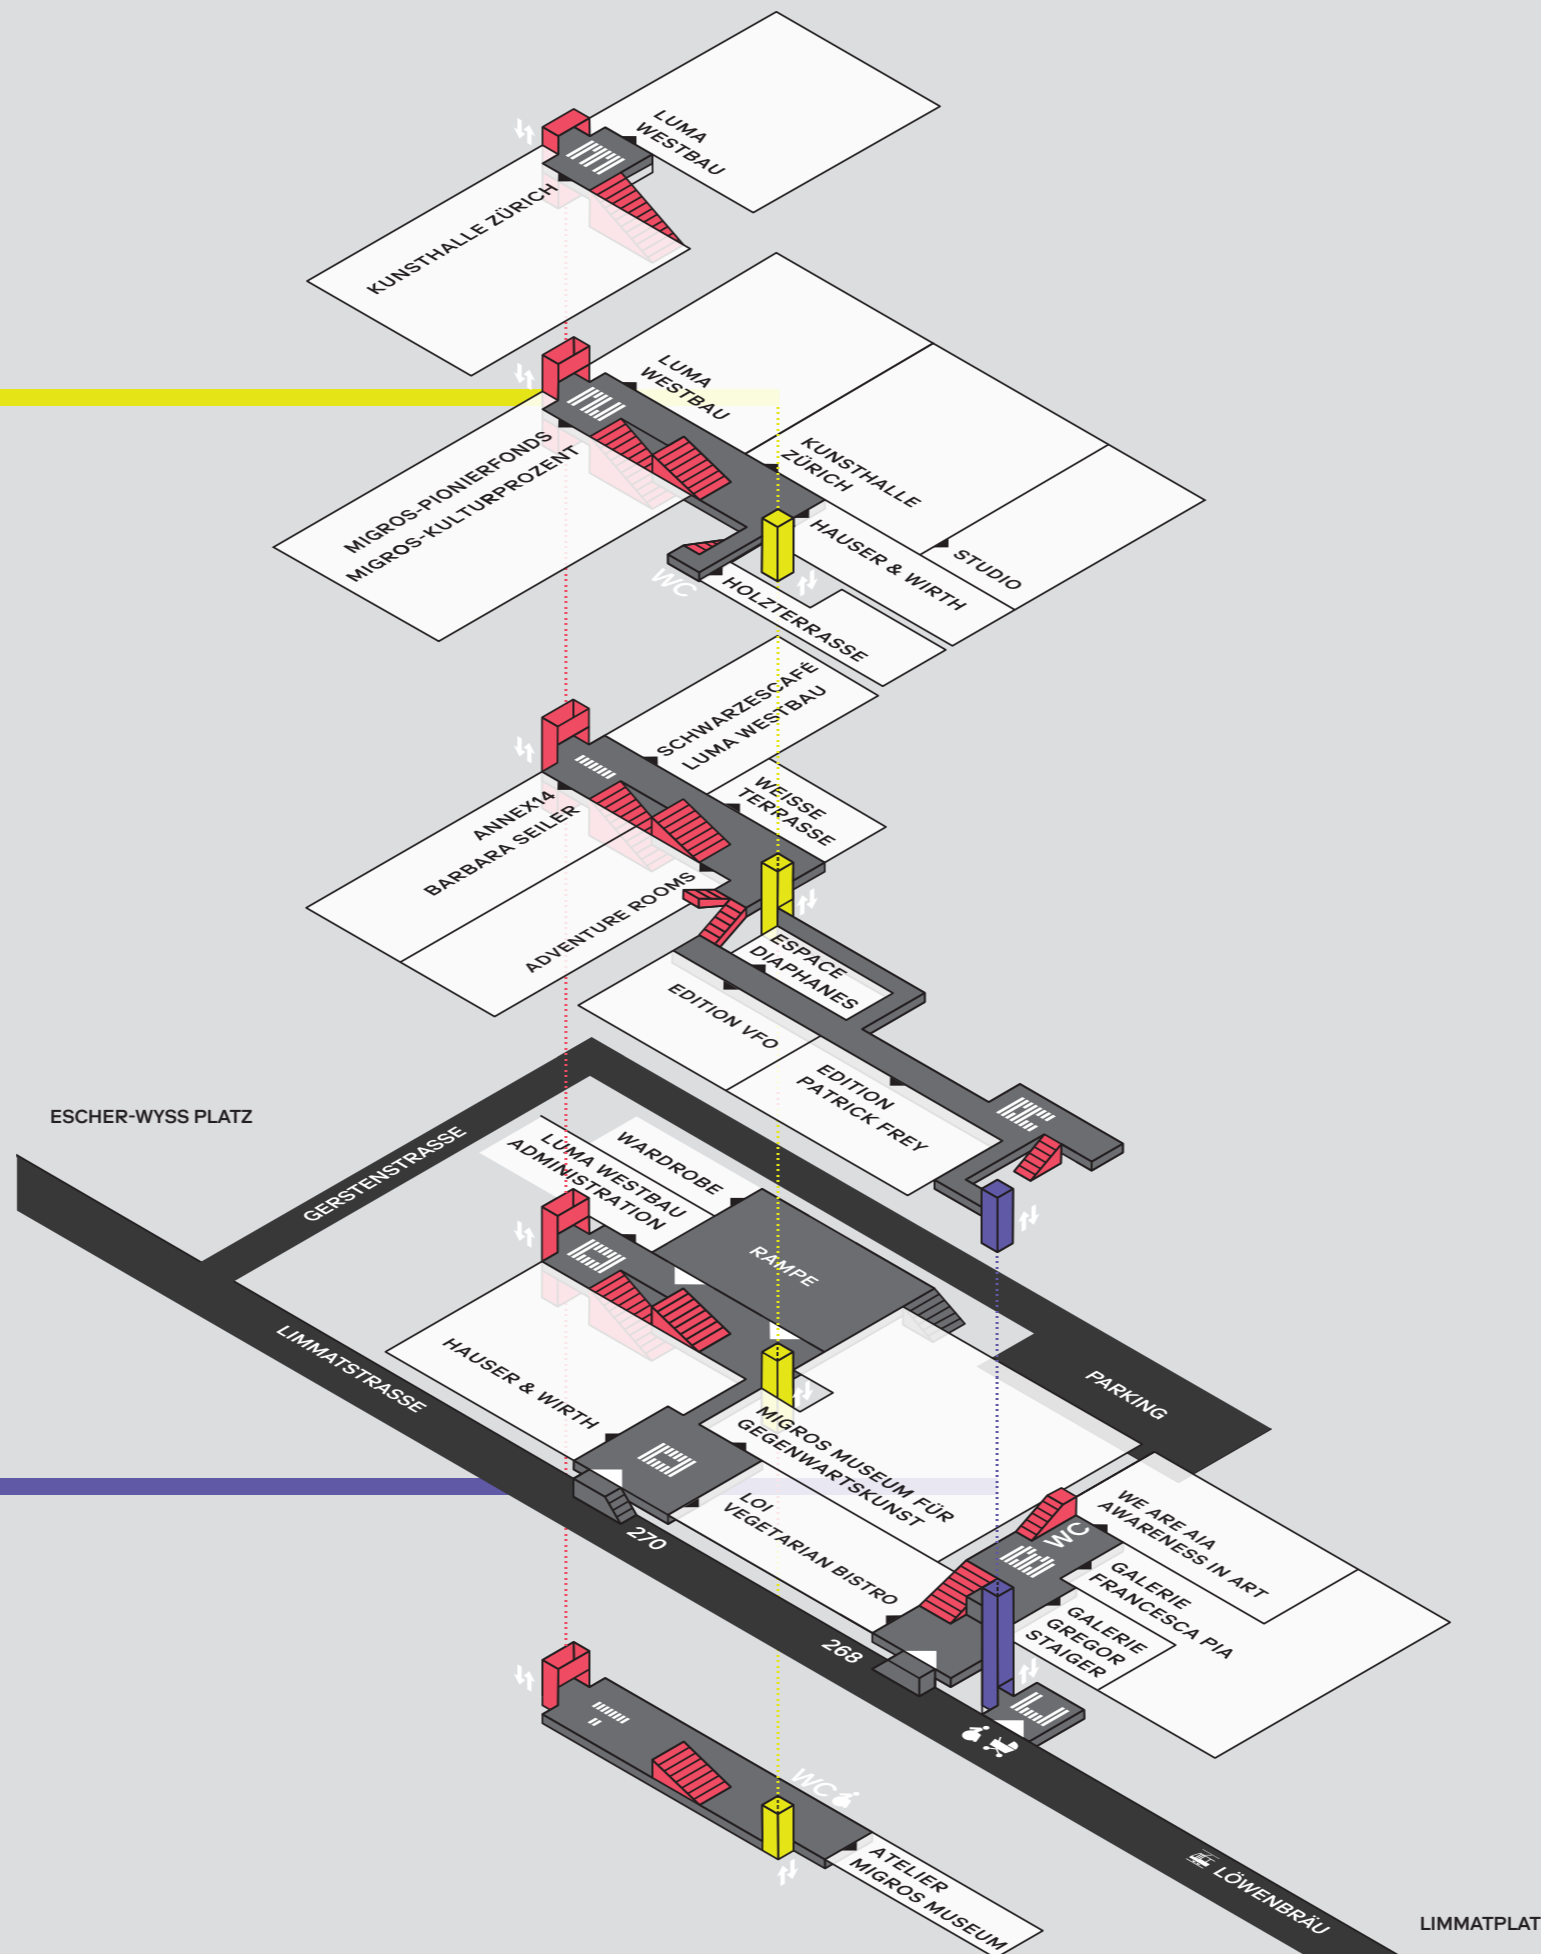 LUMA
WESTBAU
KUNSTHALLE ZÜRICH
LUMA
WESTBAU
KUNSTHALLE
ZÜRICH
MIGROS-PIONIERFONDS
MIGROS-KULTURPROZENT
HAUSER & WIRTH
STUDIO
WC
HOLZTERRASSE
SCHWARZESCAFÉ
LUMA WESTBAU
WEISSE
TERRASSE
ANNEX14
BARBARA SEILER
ADVENTURE ROOMS
ESPACE
DIAPHANES
EDITION VFO
EDITION
PATRICK FREY
ESCHER-WYSS PLATZ
GERSTENSTRASSE
WARDROBE
LUMA WESTBAU
ADMINISTRATION
RAMPE
LIMMATSTRASSE
HAUSER & WIRTH
PARKING
MIGROS MUSEUM FÜR
GEGENWARTSKUNST
LOI
VEGETARIAN BISTRO
270
WC
WE ARE AIA
AWARENESS IN ART
GALERIE
FRANCESCA PIA
GALERIE
GREGOR
STAIGER
268
WC
ATELIER
MIGROS MUSEUM
LÖWENBRÄU
LIMMATPLAT